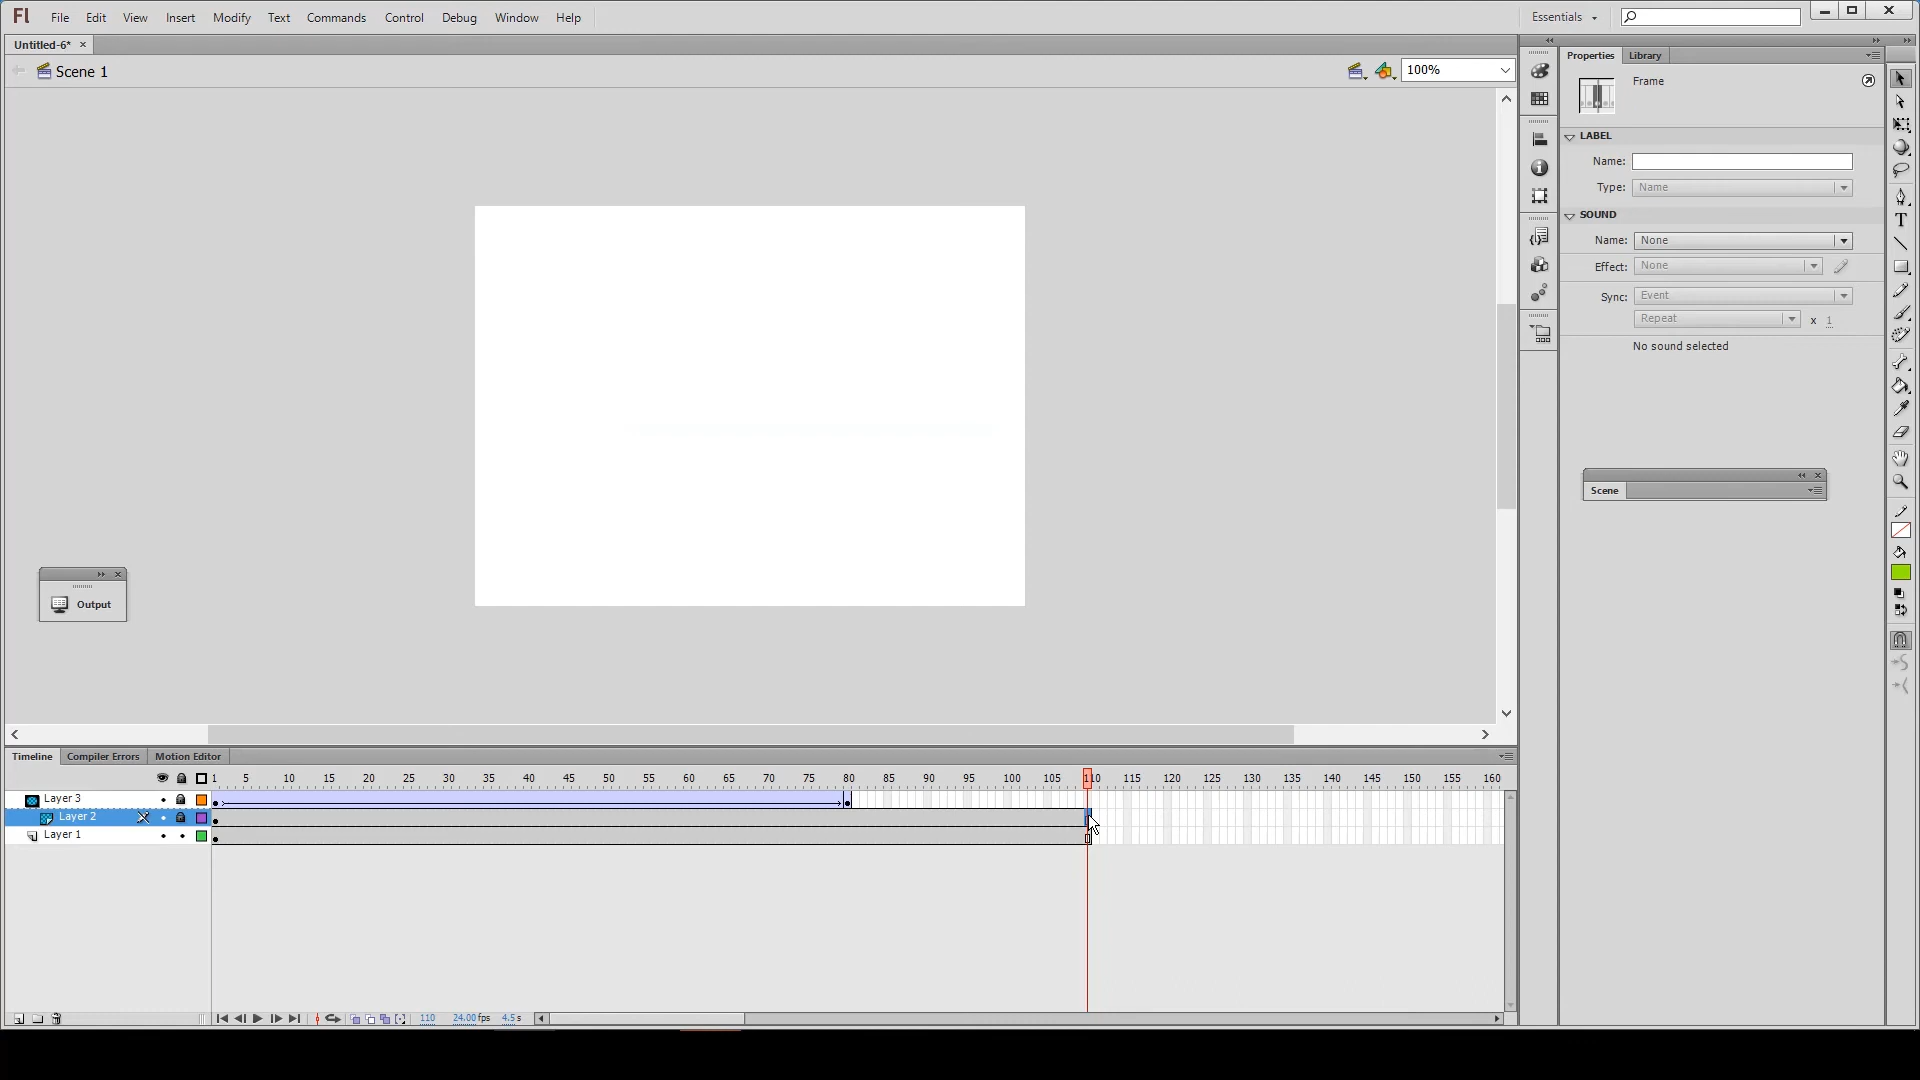 Fl File Edit View Insert Modify Text Commands Control Debug Window Help Essentials
Untitled-6*
Scene 1 100%
Properties Library
Frame
LABEL
Name:
Type: Name
SOUND
Name: None
Effect: None
Sync: Event
Repeat x 1
No sound selected
Scene
Output
Timeline Compiler Errors Motion Editor
1 5 10 15 20 25 30 35 40 45 50 55 60 65 70 75 80 85 90 95 100 105 110 115 120 125 130 135 140 145 150 155 160
Layer 3
Layer 2
Layer 1
110 24.00 fps 4.5 s